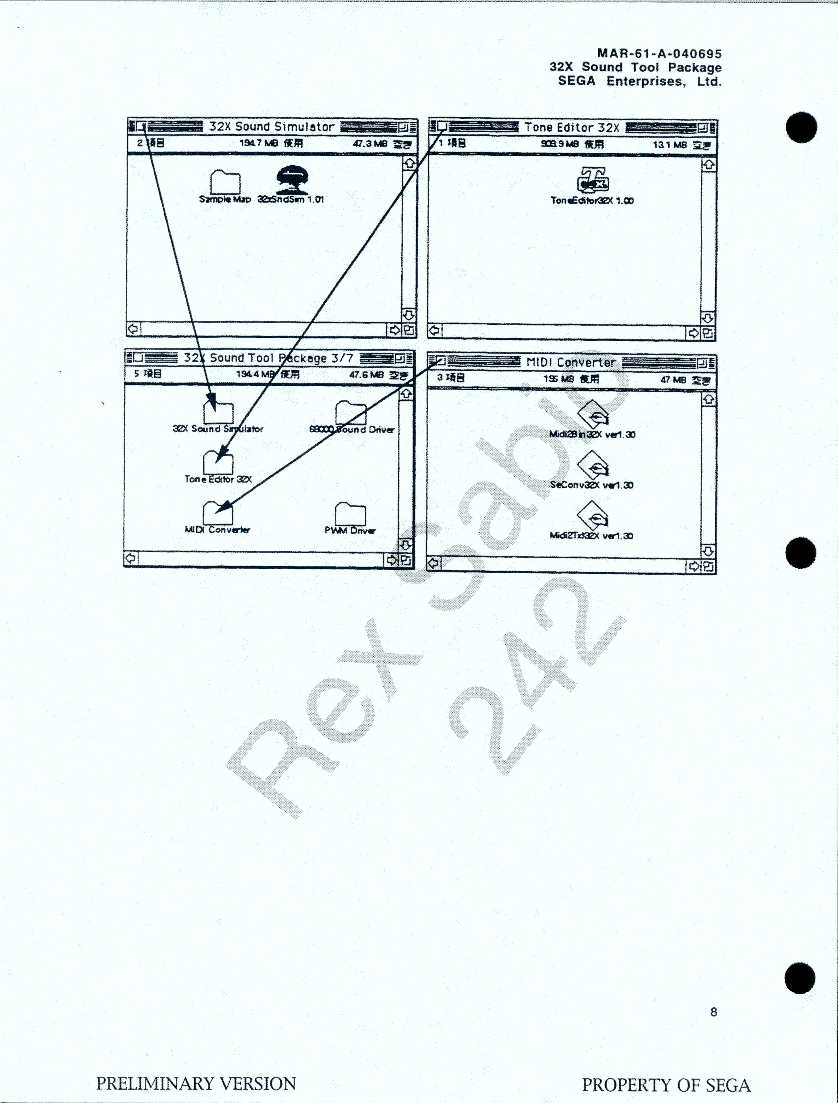 MAR-61-A-040695
32X Sound Tool Package
SEGA Enterprises, Ltd.
32X Sound Simulator
2 項目 194.7 MB 使用 47.3 MB 空き
Sample Map 32xSndSim 1.01
Tone Editor 32X
1 項目 909.9 MB 使用 13.1 MB 空き
ToneEditor32X 1.00
32X Sound Tool Package 3/7
5 項目 194.4 MB 使用 47.6 MB 空き
32X Sound Simulator 68000 Sound Driver
Tone Editor 32X
MIDI Converter PWM Driver
MIDI Converter
3 項目 195 MB 使用 47 MB 空き
Midi2Bin32X ver1.30
SeConv32X ver1.30
Midi2Txt32X ver1.30
Rex Sabio
242
8
PRELIMINARY VERSION
PROPERTY OF SEGA